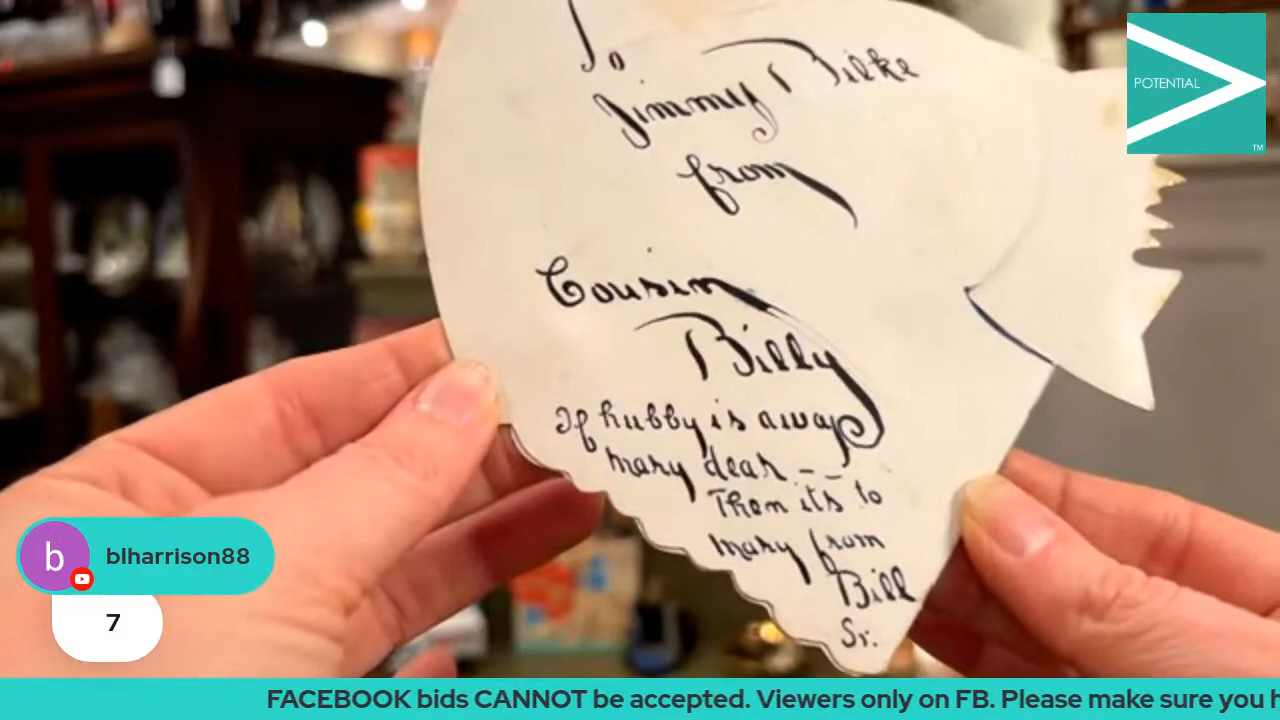 To
Jimmy Bilke
from
Cousin
Billy
If hubby is away
mary dear --
Then it's to
mary from
Bill
Sr.
POTENTIAL
TM
b
blharrison88
7
FACEBOOK bids CANNOT be accepted. Viewers only on FB. Please make sure you h